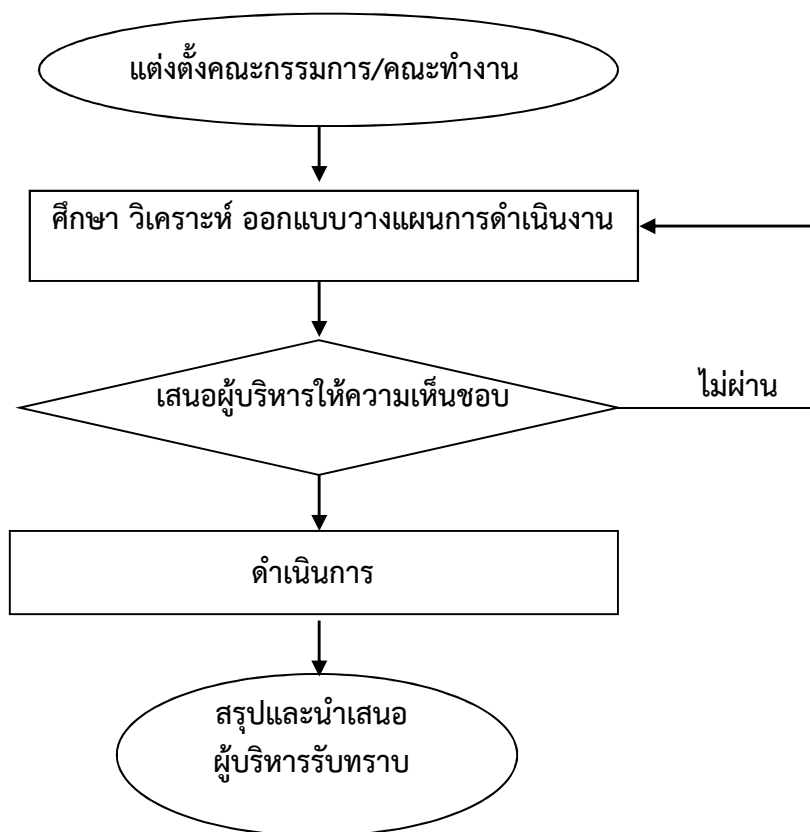 แต่งตั้งคณะกรรมการ/คณะทำงาน
ศึกษา วิเคราะห์ ออกแบบวางแผนการดำเนินงาน
เสนอผู้บริหารให้ความเห็นชอบ
ไม่ผ่าน
ดำเนินการ
สรุปและนำเสนอ
ผู้บริหารรับทราบ